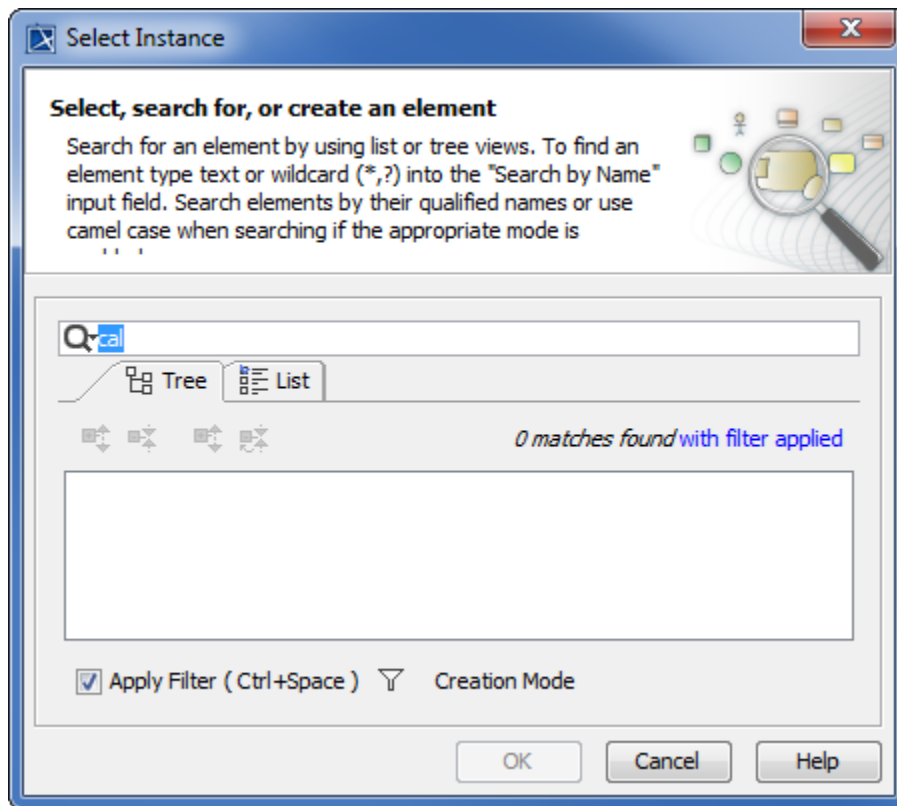 Select Instance
Select, search for, or create an element
Search for an element by using list or tree views. To find an
element type text or wildcard (*,?) into the "Search by Name"
input field. Search elements by their qualified names or use
camel case when searching if the appropriate mode is
cal
Tree List
0 matches found with filter applied
Apply Filter ( Ctrl+Space ) Creation Mode
OK Cancel Help